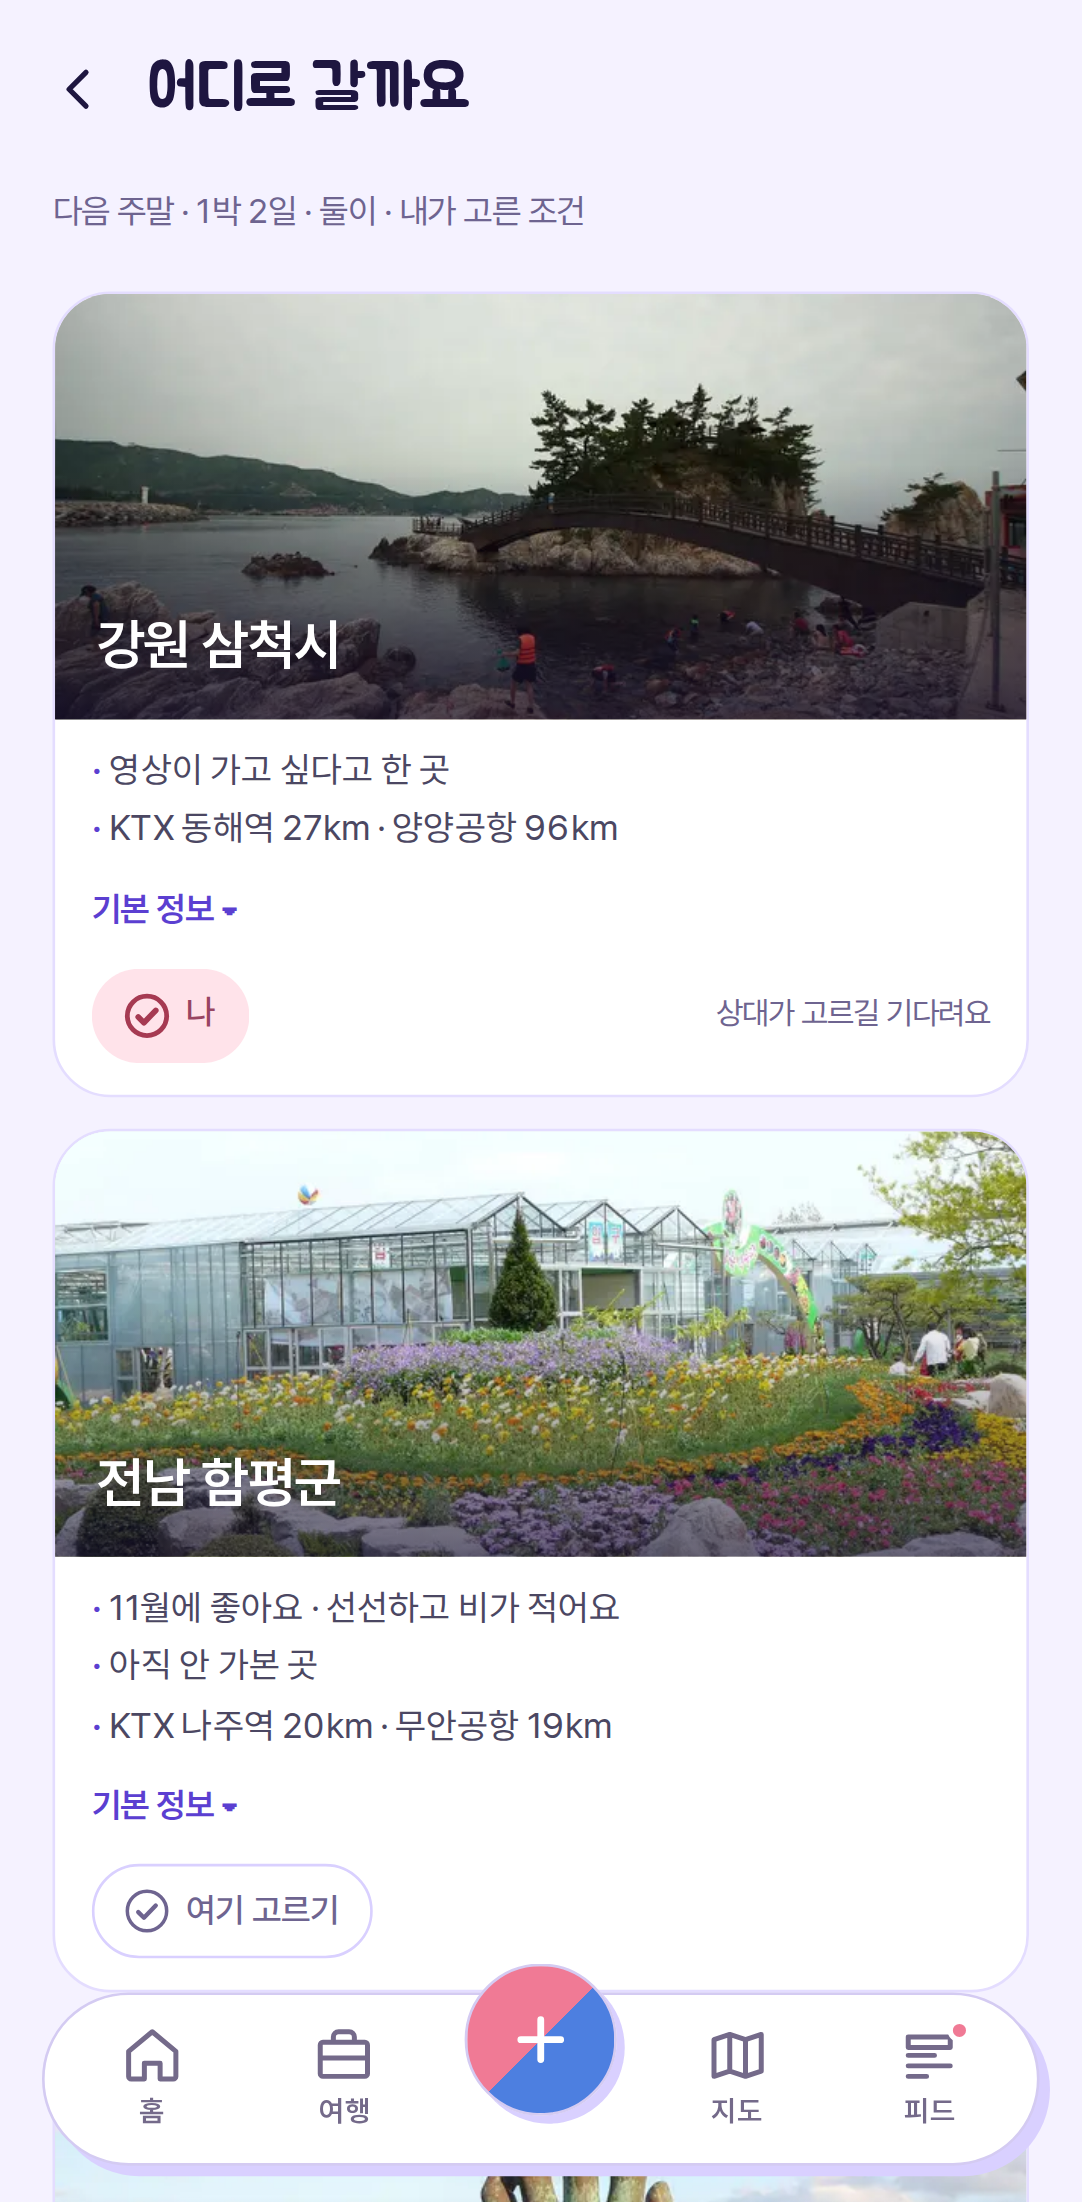 어디로 갈까요
다음 주말 · 1박 2일 · 둘이 · 내가 고른 조건
강원 삼척시
· 영상이 가고 싶다고 한 곳
· KTX 동해역 27km · 양양공항 96km
기본 정보
나
상대가 고르길 기다려요
전남 함평군
· 11월에 좋아요 · 선선하고 비가 적어요
· 아직 안 가본 곳
· KTX 나주역 20km · 무안공항 19km
기본 정보
여기 고르기
홈
여행
지도
피드